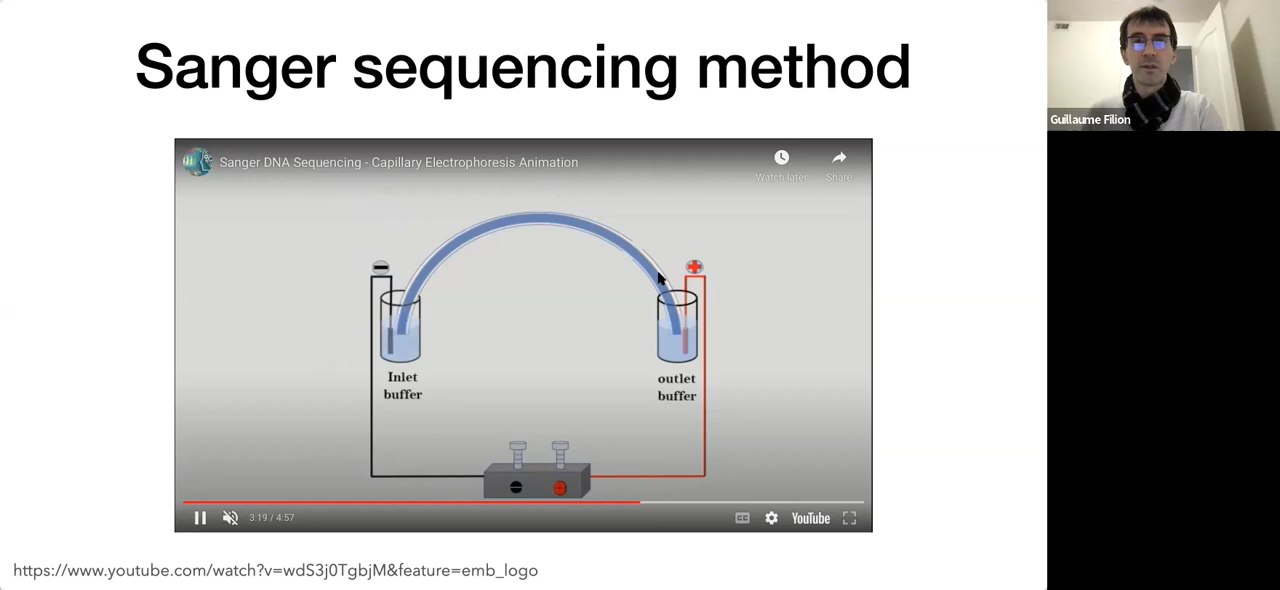 Sanger sequencing method
Guillaume Filion
Sanger DNA Sequencing - Capillary Electrophoresis Animation
Watch later
Share
Inlet
buffer
outlet
buffer
3:19 / 4:57
CC
YouTube
https://www.youtube.com/watch?v=wdS3j0TgbjM&feature=emb_logo